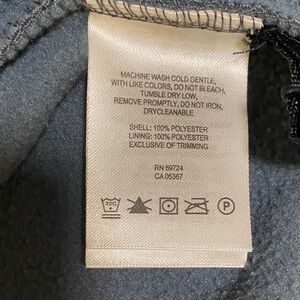 MACHINE WASH COLD GENTLE,
WITH LIKE COLORS, DO NOT BLEACH,
TUMBLE DRY LOW,
REMOVE PROMPTLY, DO NOT IRON,
DRYCLEANABLE
SHELL: 100% POLYESTER
LINING: 100% POLYESTER
EXCLUSIVE OF TRIMMING
RN 69724
CA 05367
30C
P